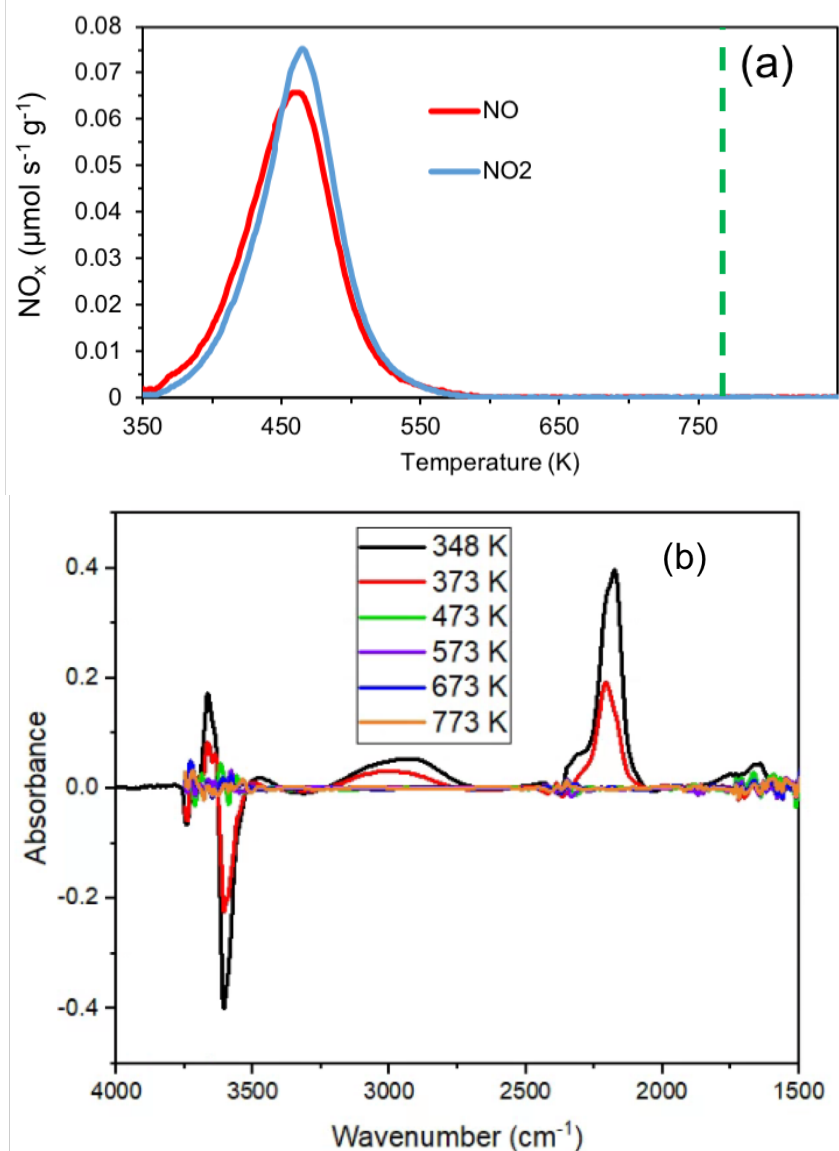 0.08
0.07
0.06
0.05
0.04
0.03
0.02
0.01
0
NOₓ (μmol s⁻¹ g⁻¹)
(a)
NO
NO2
350 450 550 650 750
Temperature (K)
(b)
348 K
373 K
473 K
573 K
673 K
773 K
0.4
0.2
0.0
-0.2
-0.4
Absorbance
4000 3500 3000 2500 2000 1500
Wavenumber (cm⁻¹)